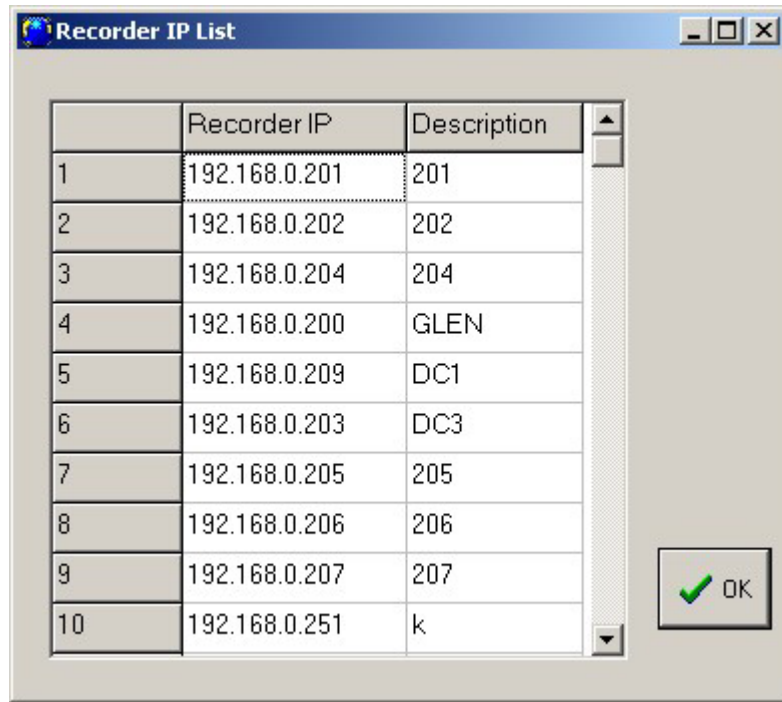 Recorder IP List
Recorder IP Description
1 192.168.0.201 201
2 192.168.0.202 202
3 192.168.0.204 204
4 192.168.0.200 GLEN
5 192.168.0.209 DC1
6 192.168.0.203 DC3
7 192.168.0.205 205
8 192.168.0.206 206
9 192.168.0.207 207
10 192.168.0.251 k
OK